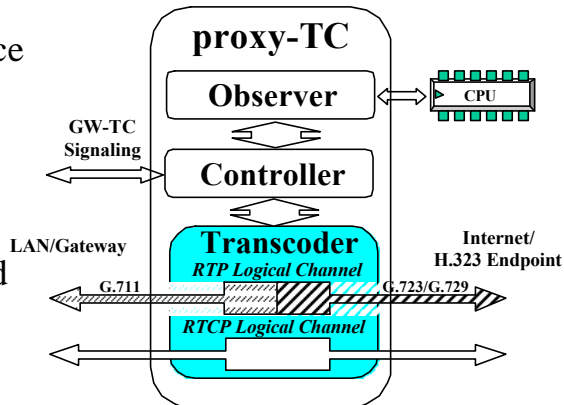 proxy-TC
ce
Observer
CPU
GW-TC
Signaling
Controller
LAN/Gateway
Transcoder
Internet/
H.323 Endpoint
RTP Logical Channel
d
G.711
G.723/G.729
RTCP Logical Channel